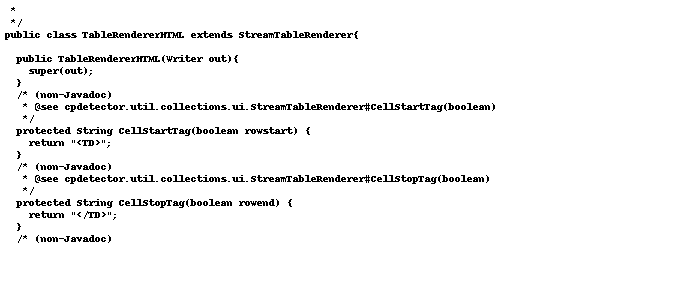 *
*/
public class TableRendererHTML extends StreamTableRenderer{
public TableRendererHTML(Writer out){
super(out);
}
/* (non-Javadoc)
* @see cpdetector.util.collections.ui.StreamTableRenderer#CellStartTag(boolean)
*/
protected String CellStartTag(boolean rowstart) {
return "<TD>";
}
/* (non-Javadoc)
* @see cpdetector.util.collections.ui.StreamTableRenderer#CellStopTag(boolean)
*/
protected String CellStopTag(boolean rowend) {
return "</TD>";
}
/* (non-Javadoc)